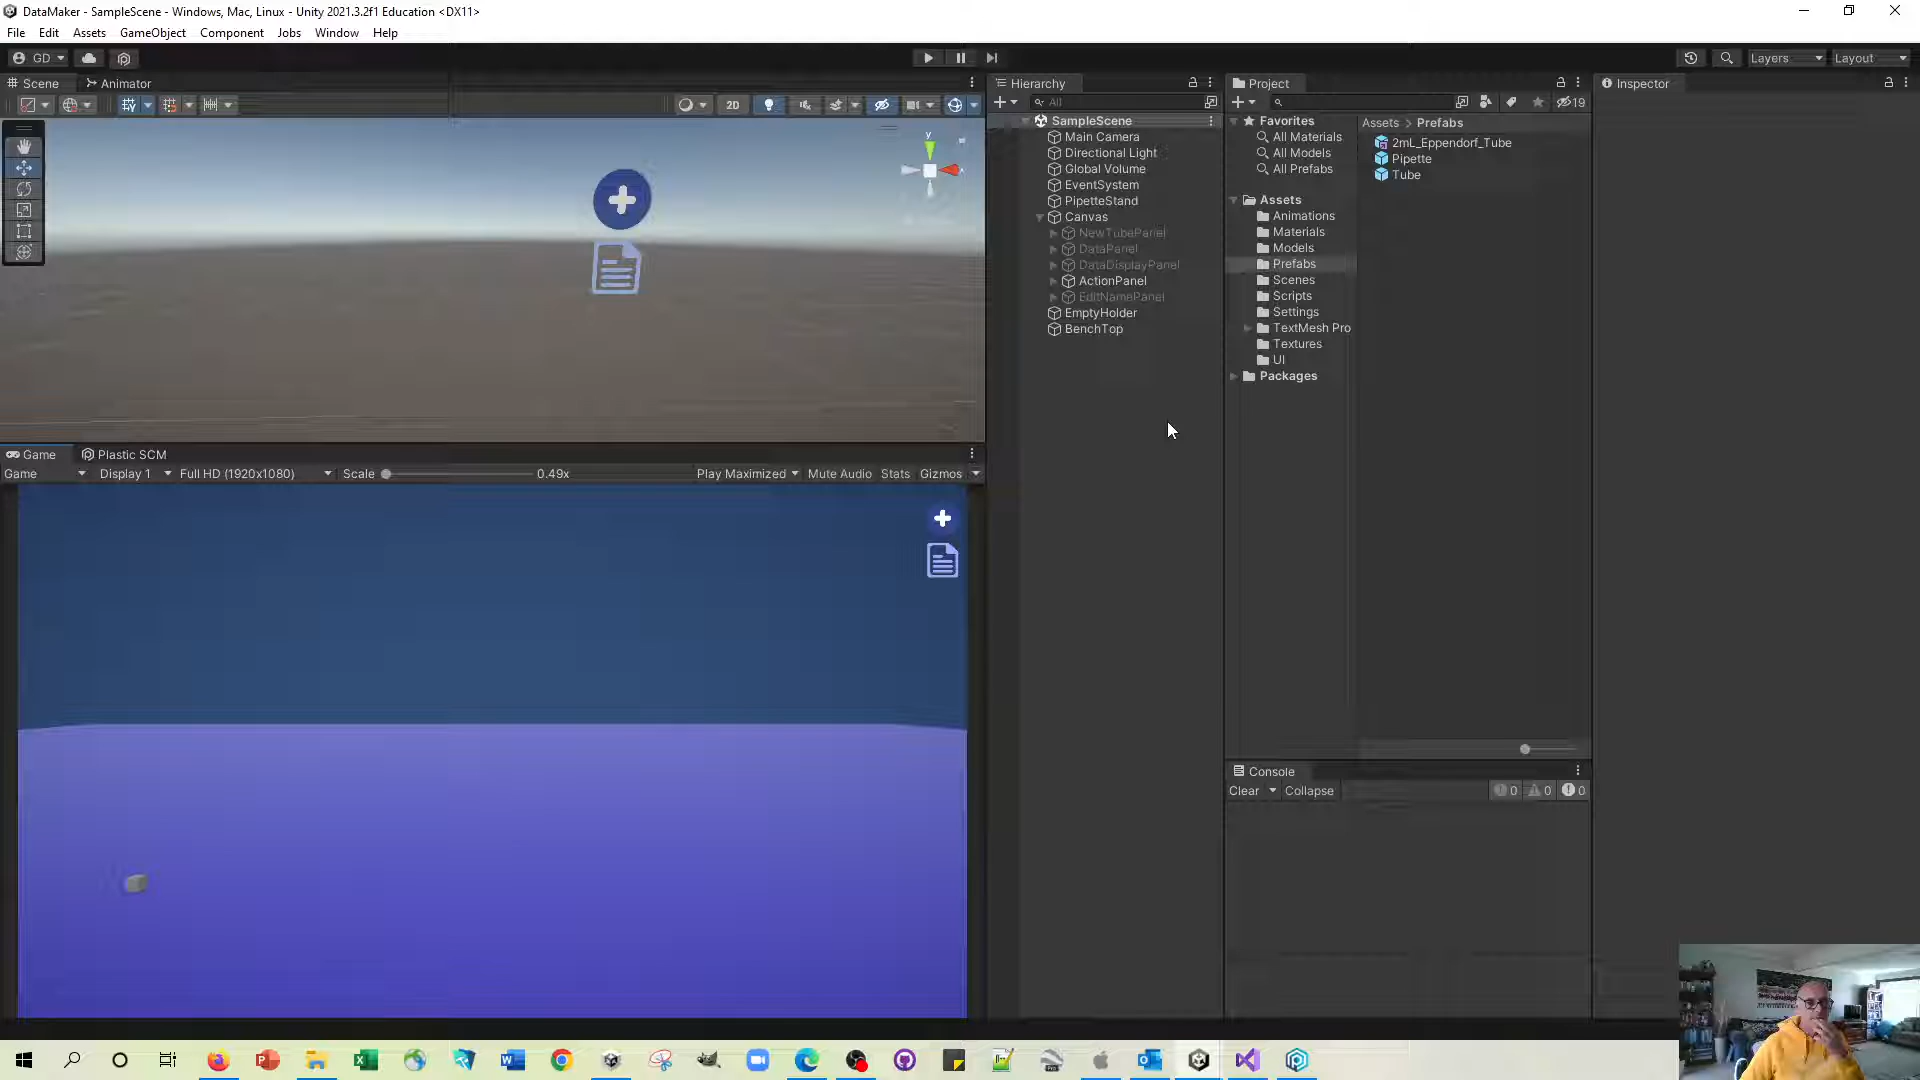 DataMaker - SampleScene - Windows, Mac, Linux - Unity 2021.3.2f1 Education <DX11>
File Edit Assets GameObject Component Jobs Window Help
GD
Layers Layout
Scene Animator
2D
Hierarchy
All
SampleScene
Main Camera
Directional Light
Global Volume
EventSystem
PipetteStand
Canvas
NewTubePanel
DataPanel
DataDisplayPanel
ActionPanel
EditNamePanel
EmptyHolder
BenchTop
Project
19
Favorites
All Materials
All Models
All Prefabs
Assets
Animations
Materials
Models
Prefabs
Scenes
Scripts
Settings
TextMesh Pro
Textures
UI
Packages
Assets > Prefabs
2mL_Eppendorf_Tube
Pipette
Tube
Inspector
y
Game Plastic SCM
Game Display 1 Full HD (1920x1080) Scale 0.49x Play Maximized Mute Audio Stats Gizmos
Console
Clear Collapse 0 0 0